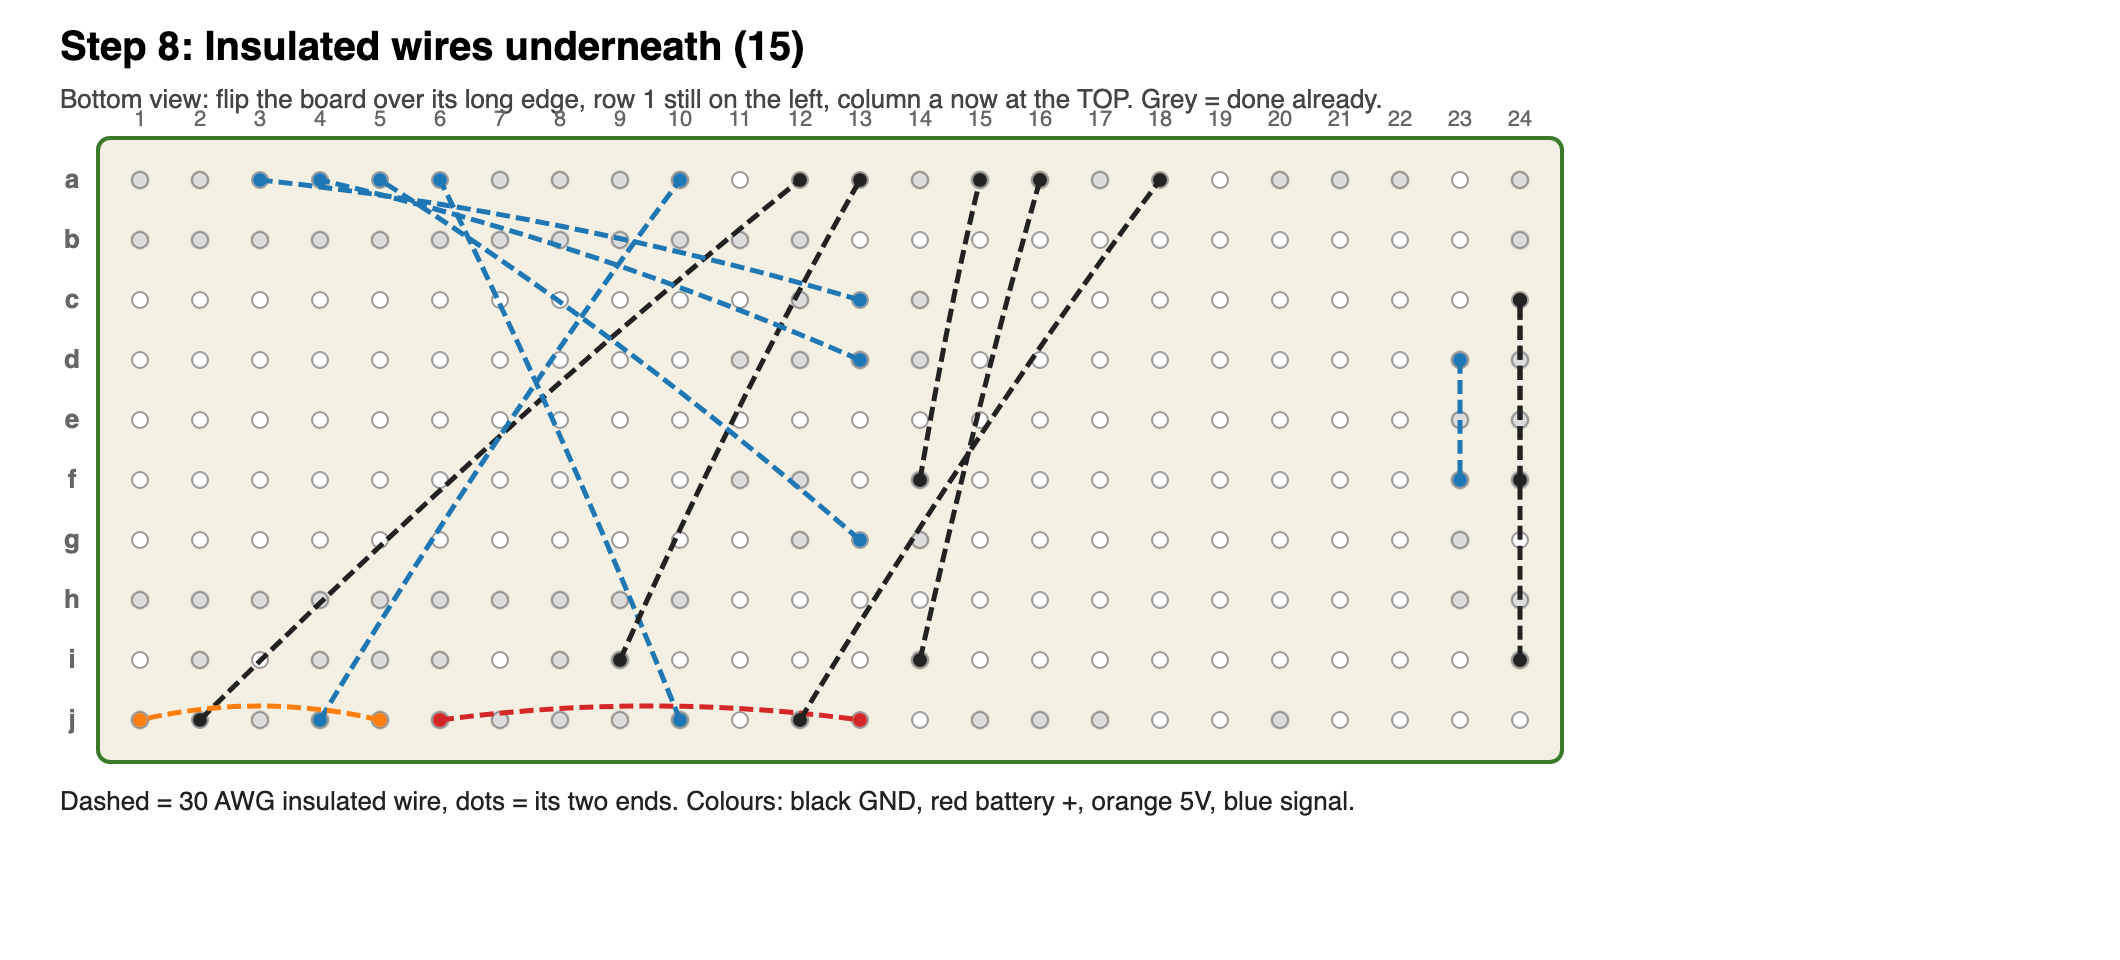 Step 8: Insulated wires underneath (15)
Bottom view: flip the board over its long edge, row 1 still on the left, column a now at the TOP. Grey = done already.
1 2 3 4 5 6 7 8 9 10 11 12 13 14 15 16 17 18 19 20 21 22 23 24
a
b
c
d
e
f
g
h
i
j
Dashed = 30 AWG insulated wire, dots = its two ends. Colours: black GND, red battery +, orange 5V, blue signal.